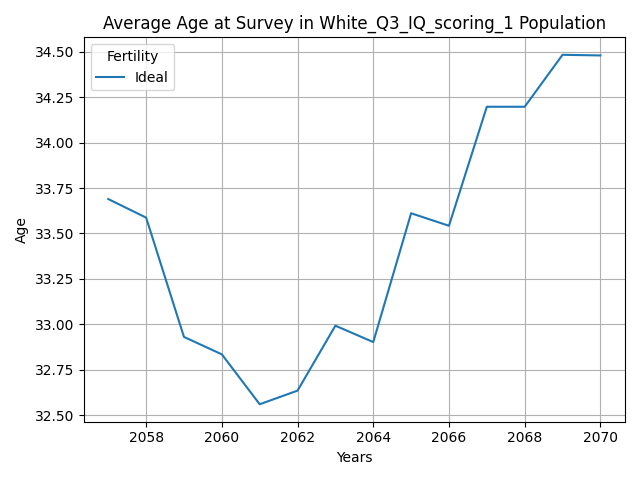 Average Age at Survey in White_Q3_IQ_scoring_1 Population
34.50
34.25
34.00
33.75
33.50
33.25
33.00
32.75
32.50
Age
Fertility
Ideal
2058 2060 2062 2064 2066 2068 2070
Years